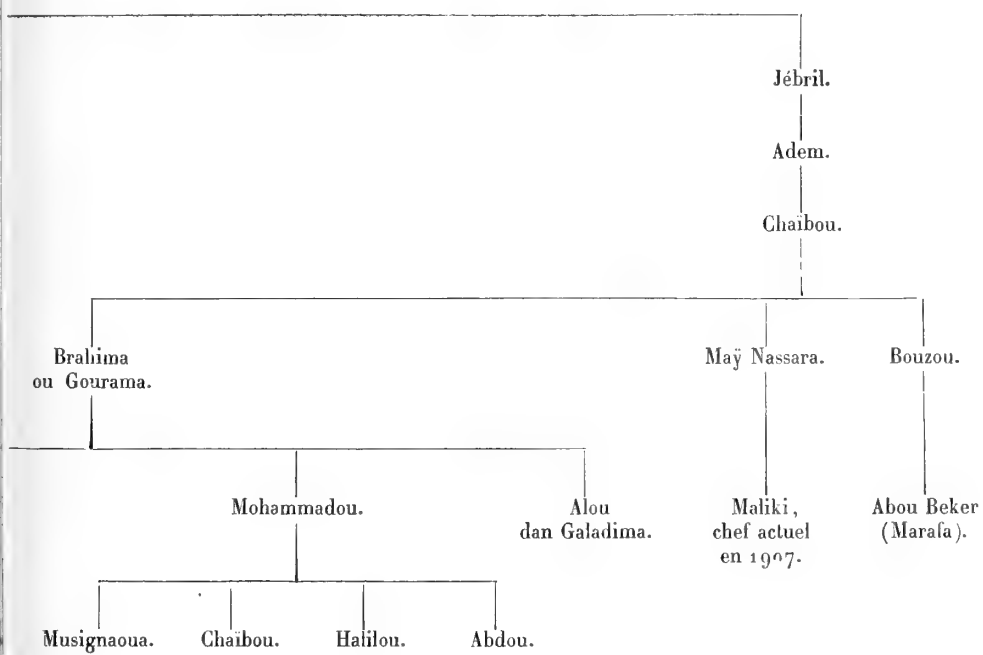 Jébril.
Adem.
Chaïbou.
Brahima
ou Gourama.
Maÿ Nassara.
Bouzou.
Mohammadou.
Alou
dan Galadima.
Maliki,
chef actuel
en 1907.
Abou Beker
(Marafa).
Musignaoua.
Chaïbou.
Halilou.
Abdou.